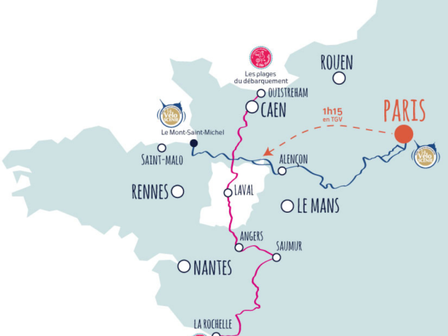 ROUEN
Les plages
du débarquement
OUISTREHAM
CAEN
1h15
en TGV
PARIS
Le Mont-Saint-Michel
SAINT-MALO
ALENÇON
RENNES
LAVAL
LE MANS
ANGERS
SAUMUR
NANTES
LA ROCHELLE